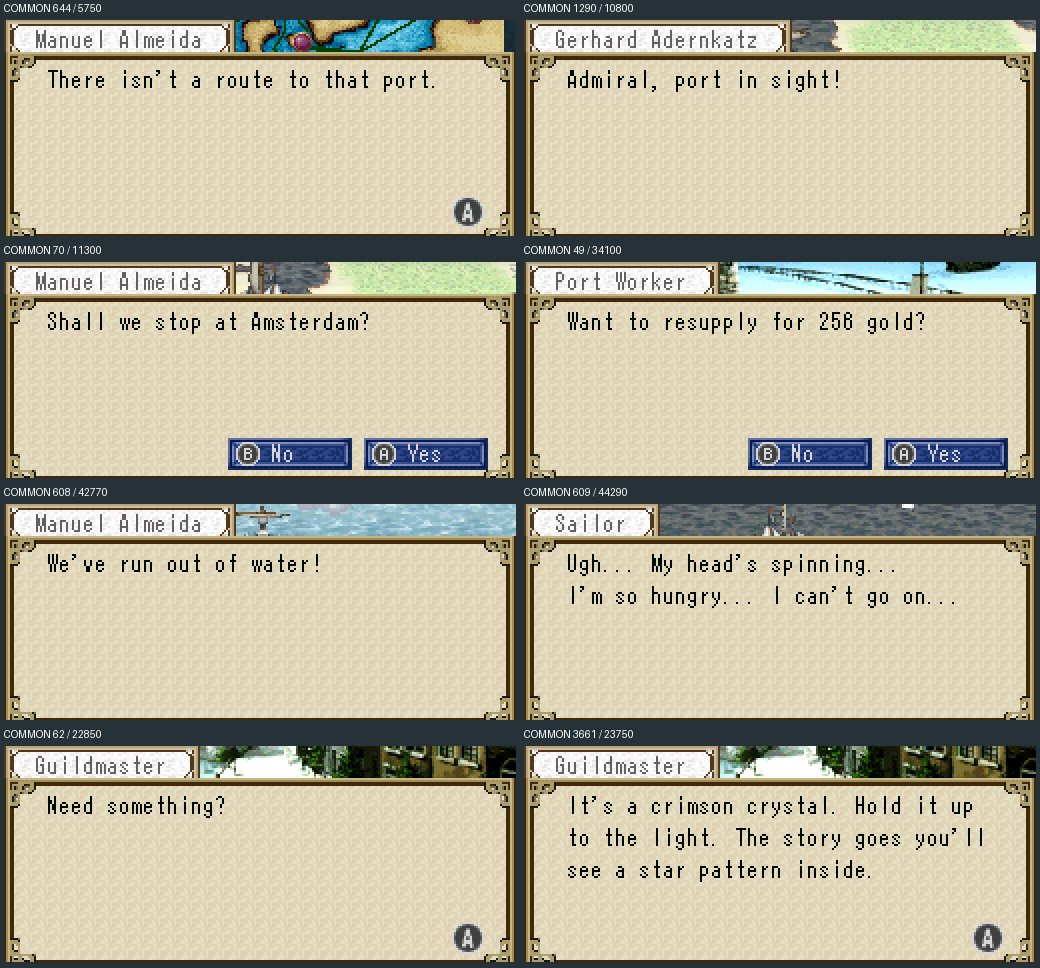 COMMON 644 / 5750
Manuel Almeida
There isn't a route to that port.
A
COMMON 1290 / 10800
Gerhard Adernkatz
Admiral, port in sight!
COMMON 70 / 11300
Manuel Almeida
Shall we stop at Amsterdam?
B No A Yes
COMMON 49 / 34100
Port Worker
Want to resupply for 256 gold?
B No A Yes
COMMON 608 / 42770
Manuel Almeida
We've run out of water!
COMMON 609 / 44290
Sailor
Ugh... My head's spinning...
I'm so hungry... I can't go on...
COMMON 62 / 22850
Guildmaster
Need something?
A
COMMON 3661 / 23750
Guildmaster
It's a crimson crystal. Hold it up
to the light. The story goes you'll
see a star pattern inside.
A